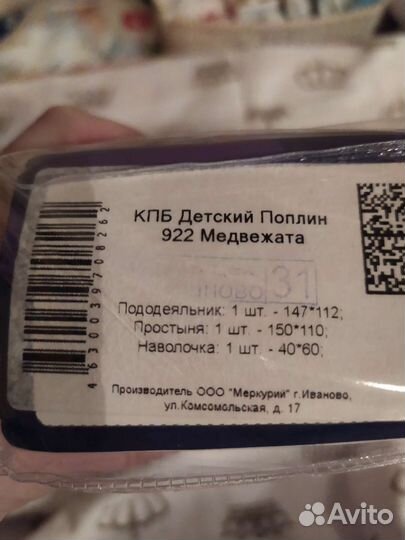 КПБ Детский Поплин
922 Медвежата
31
Пододеяльник: 1 шт. - 147*112;
Простыня: 1 шт. - 150*110;
Наволочка: 1 шт. - 40*60;
Производитель ООО "Меркурий" г.Иваново,
ул.Комсомольская, д. 17
4630039708262
Avito